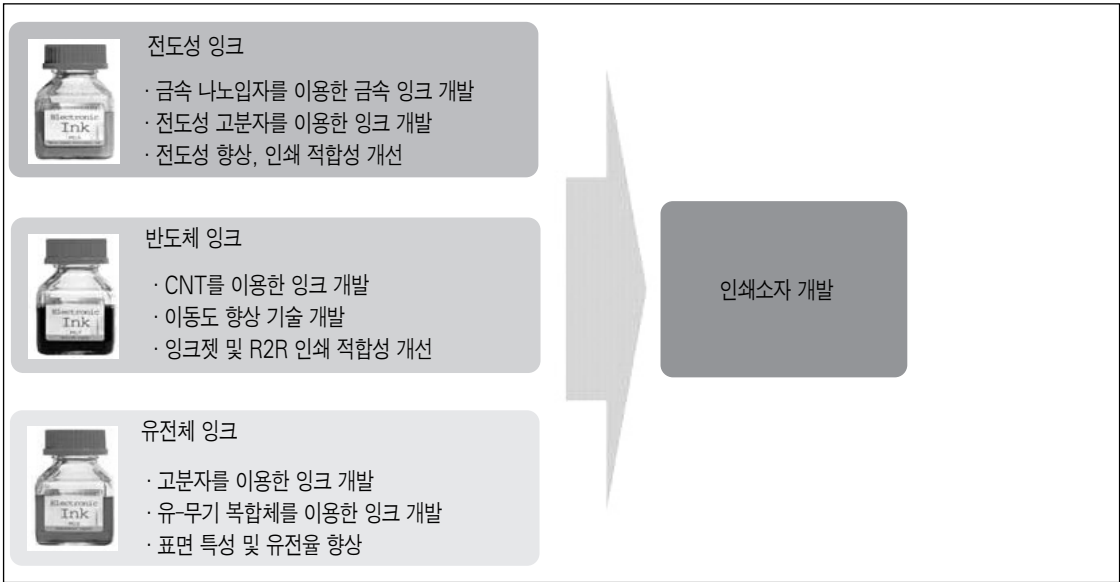 전도성 잉크
· 금속 나노입자를 이용한 금속 잉크 개발
· 전도성 고분자를 이용한 잉크 개발
· 전도성 향상, 인쇄 적합성 개선
Electronic
Ink
반도체 잉크
· CNT를 이용한 잉크 개발
· 이동도 향상 기술 개발
· 잉크젯 및 R2R 인쇄 적합성 개선
Electronic
Ink
인쇄소자 개발
유전체 잉크
· 고분자를 이용한 잉크 개발
· 유-무기 복합체를 이용한 잉크 개발
· 표면 특성 및 유전율 향상
Electronic
Ink